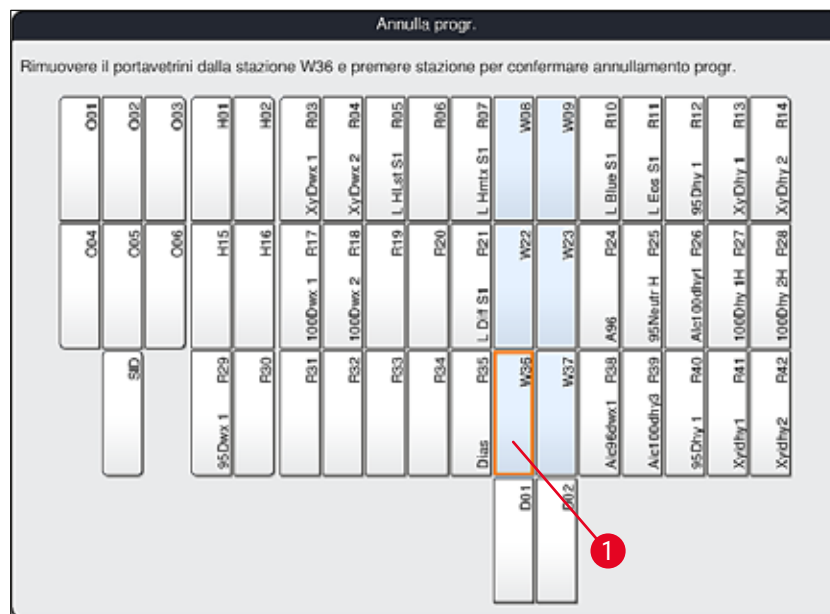 Annulla progr.
Rimuovere il portavetrini dalla stazione W36 e premere stazione per confermare annullamento progr.
O01
O02
O03
H01
H02
XyDwx 1 R03
XyDwx 2 R04
L HLst S1 R05
R06
L Hmtx S1 R07
W08
W09
L Blue S1 R10
L Eos S1 R11
95Dhy 1 R12
XyDhy 1 R13
XyDhy 2 R14
O04
O05
O06
H15
H16
100Dwx 1 R17
100Dwx 2 R18
R19
R20
L Diff S1 R21
W22
W23
A96 R24
95Neutr H R25
Alc100dhy1 R26
100Dhy 1H R27
100Dhy 2H R28
SID
95Dwx 1 R29
R30
R31
R32
R33
R34
Dias R35
W36
W37
Alc96dwx1 R38
Alc100dhy3 R39
95Dhy 1 R40
Xyldhy1 R41
Xyldhy2 R42
D01
D02
1